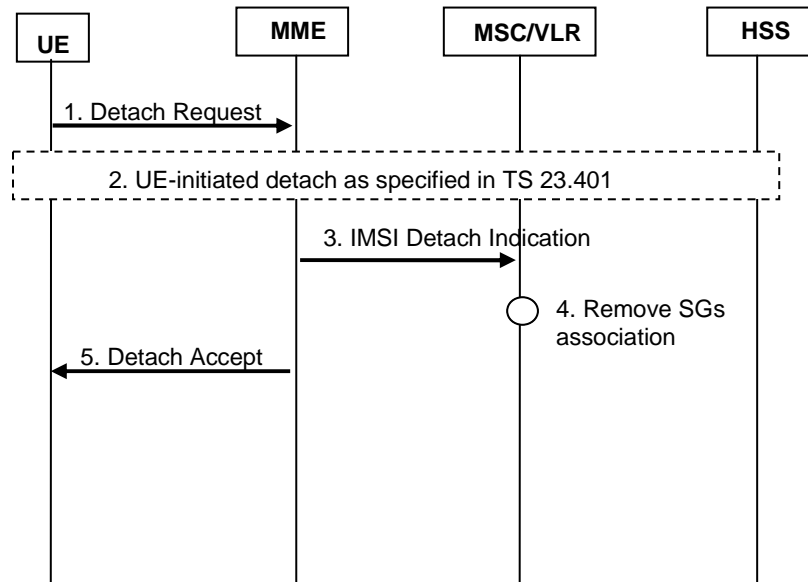 UE
MME
MSC/VLR
HSS
1. Detach Request
2. UE-initiated detach as specified in TS 23.401
3. IMSI Detach Indication
4. Remove SGs
association
5. Detach Accept